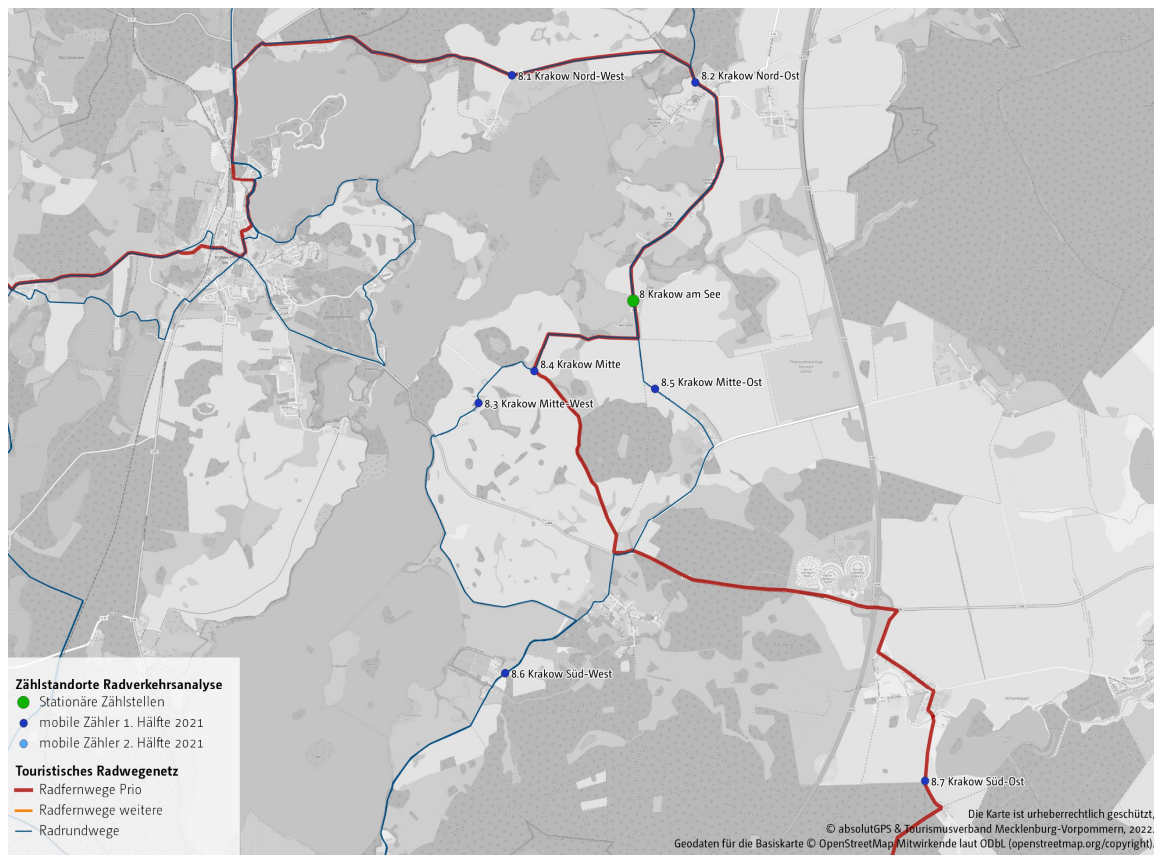 8.1 Krakow Nord-West
8.2 Krakow Nord-Ost
8 Krakow am See
8.4 Krakow Mitte
8.5 Krakow Mitte-Ost
8.3 Krakow Mitte-West
8.6 Krakow Süd-West
8.7 Krakow Süd-Ost
Zählstandorte Radverkehrsanalyse
Stationäre Zählstellen
mobile Zähler 1. Hälfte 2021
mobile Zähler 2. Hälfte 2021
Touristisches Radwegenetz
Radfernwege Prio
Radfernwege weitere
Radrundwege
Die Karte ist urheberrechtlich geschützt,
© absolutGPS & Tourismusverband Mecklenburg-Vorpommern, 2022.
Geodaten für die Basiskarte © OpenStreetMap Mitwirkende laut ODbL (openstreetmap.org/copyright).